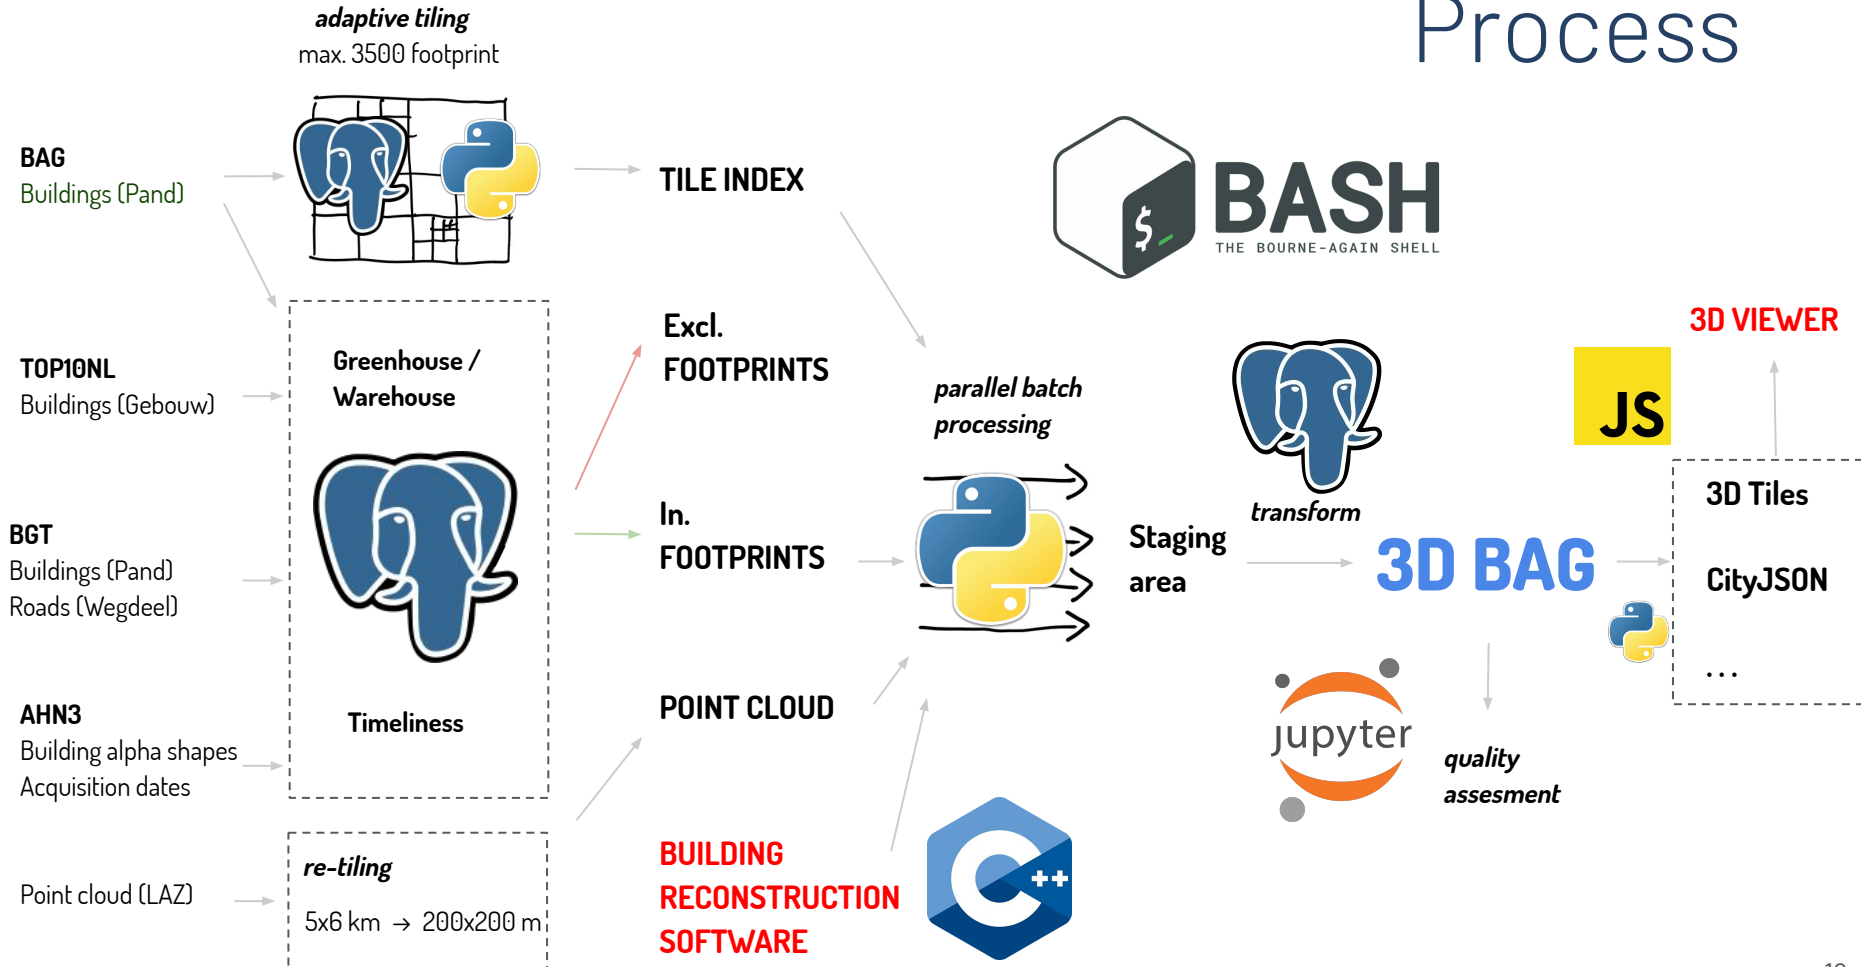 Process
adaptive tiling
max. 3500 footprint
BAG
Buildings (Pand)
TILE INDEX
$_
BASH
THE BOURNE-AGAIN SHELL
TOP10NL
Buildings (Gebouw)
Greenhouse /
Warehouse
Excl.
FOOTPRINTS
parallel batch
processing
3D VIEWER
JS
BGT
Buildings (Pand)
Roads (Wegdeel)
In.
FOOTPRINTS
Staging
area
transform
3D BAG
3D Tiles
CityJSON
...
AHN3
Building alpha shapes
Acquisition dates
Timeliness
POINT CLOUD
jupyter
quality
assesment
Point cloud (LAZ)
re-tiling
5x6 km → 200x200 m
BUILDING
RECONSTRUCTION
SOFTWARE
C++